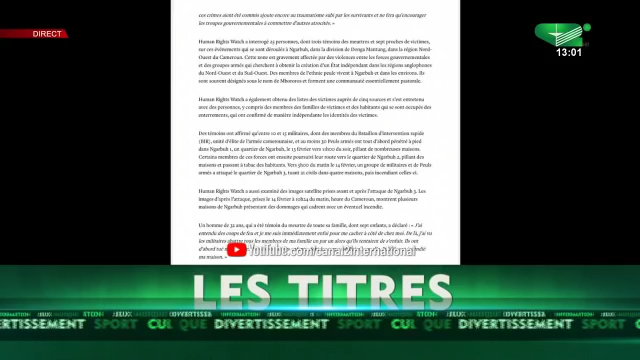 ces crimes aient été commis ajoute encore au traumatisme subi par les survivants et ne fera qu'encourager
les troupes gouvernementales à commettre d'autres atrocités. »
DIRECT
13:01
Human Rights Watch a interrogé 25 personnes, dont trois témoins des meurtres et sept proches de victimes,
sur ces événements qui se sont déroulés à Ngarbuh, dans la division de Donga Mantung, dans la région Nord-
Ouest du Cameroun. Cette zone est gravement affectée par des violences entre les forces gouvernementales
et des groupes armés qui cherchent à obtenir la création d'un État indépendant dans les régions anglophones
du Nord-Ouest et du Sud-Ouest. Des membres de l'ethnie peule vivent à Ngarbuh et dans les environs. Ils
sont souvent désignés sous le nom de Mbororos et forment une communauté essentiellement pastorale.
Human Rights Watch a également obtenu des listes des victimes auprès de cinq sources et s'est entretenu
avec des personnes, y compris des membres des familles de victimes et des habitants qui se sont occupés des
enterrements, qui ont confirmé de manière indépendante les identités des victimes.
Des témoins ont affirmé qu'entre 10 et 15 militaires, dont des membres du Bataillon d'intervention rapide
(BIR), unité d'élite de l'armée camerounaise, et au moins 30 Peuls armés ont tout d'abord pénétré à pied
dans Ngarbuh 1, un quartier de Ngarbuh, le 13 février vers 11h00 du soir, pillant de nombreuses maisons.
Certains membres de ces forces ont ensuite poursuivi leur route vers le quartier de Ngarbuh 2, pillant des
maisons et passant à tabac des habitants. Vers 5h00 du matin le 14 février, un groupe de militaires et de Peuls
armés a attaqué le quartier de Ngarbuh 3, tuant 21 civils dans quatre maisons, puis incendiant celles-ci.
Human Rights Watch a aussi examiné des images satellite prises avant et après l'attaque de Ngarbuh 3. Les
images d'après l'attaque, prises le 14 février à 10h24 du matin, heure du Cameroun, montrent plusieurs
maisons de Ngarbuh présentant des dommages qui cadrent avec un éventuel incendie.
Un homme de 32 ans, qui a été témoin du meurtre de toute sa famille, dont sept enfants, a déclaré : « J'ai
entendu des coups de feu et je me suis immédiatement enfui pour me cacher à côté de chez moi. De là, j'ai vu
les militaires abattre tous les membres de ma famille un par un alors qu'ils tentaient de s'enfuir. Ils ont
d'abord tué
ma maison. »
Youtube.com/canal2international
LES TITRES
DIVERTISSEMENT SPORT CUL QUE DIVERTISSEMENT SPORT CUL QUE DIVERTISSEMENT